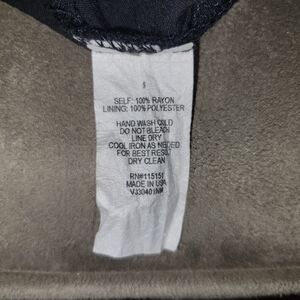 S
SELF: 100% RAYON
LINING: 100% POLYESTER
HAND WASH COLD
DO NOT BLEACH
LINE DRY
COOL IRON AS NEEDED
FOR BEST RESULT
DRY CLEAN
RN#115151
MADE IN USA
VJ30401NM